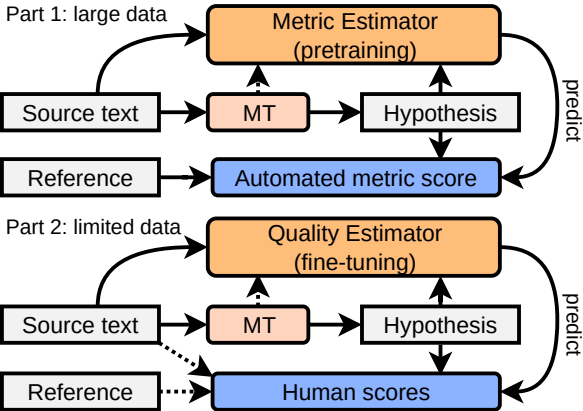 Part 1: large data
Metric Estimator
(pretraining)
Source text
MT
Hypothesis
predict
Reference
Automated metric score
Part 2: limited data
Quality Estimator
(fine-tuning)
Source text
MT
Hypothesis
predict
Reference
Human scores